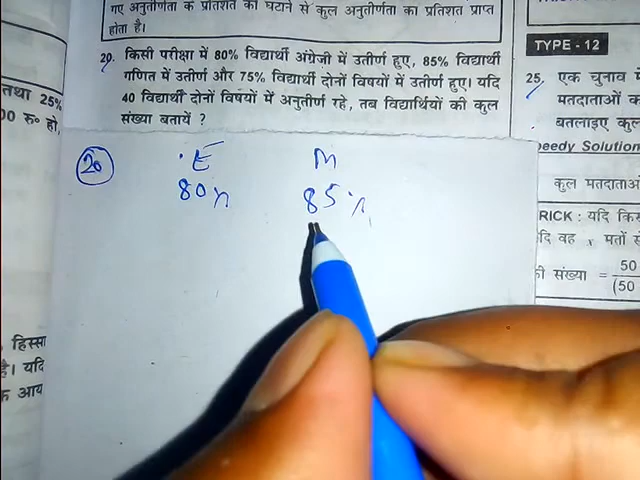 गए अनुतीर्णता के प्रतिशत को घटाने से कुल अनुतीर्णता का प्रतिशत प्राप्त
होता है।
20. किसी परीक्षा में 80% विद्यार्थी अंग्रेजी में उतीर्ण हुए, 85% विद्यार्थी
गणित में उतीर्ण और 75% विद्यार्थी दोनों विषयों में उतीर्ण हुए। यदि
40 विद्यार्थी दोनों विषयों में अनुतीर्ण रहे, तब विद्यार्थियों की कुल
संख्या बतायें ?
तथा 25%
00 रु० हो,
हिस्सा
है। यदि
आय
20 E M
80% 85%
TYPE - 12
25. एक चुनाव में
मतदाताओं क
बतलाइए कुल
peedy Solution
कुल मतदाता
RICK : यदि किस
दि वह x मतों से
की संख्या = 50
(50